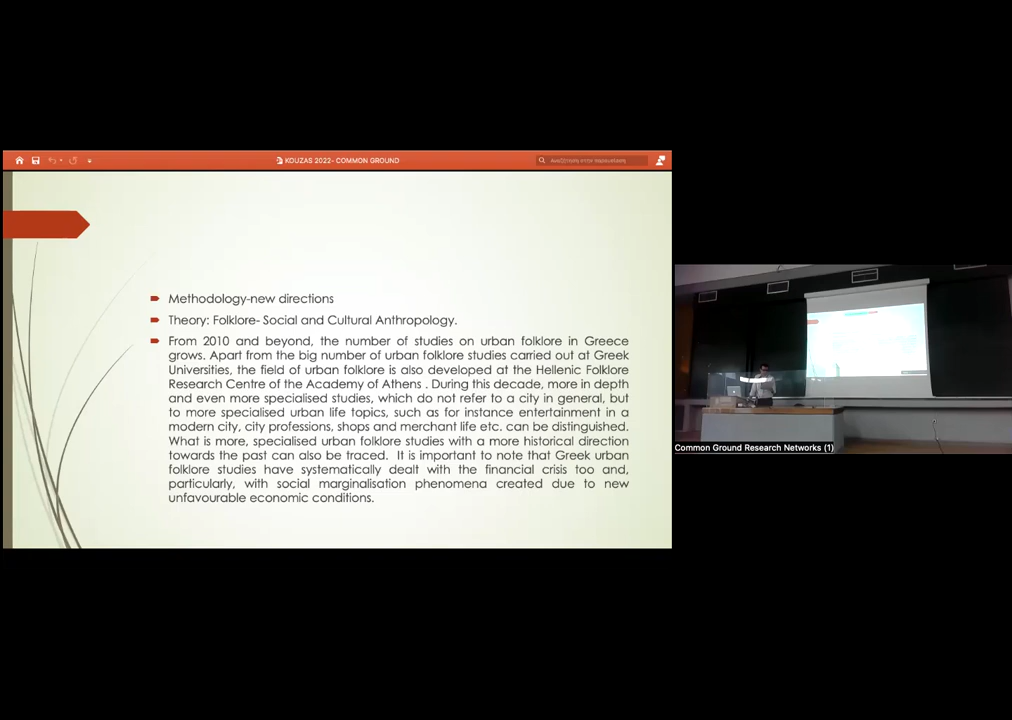 KOUZAS 2022- COMMON GROUND
Αναζήτηση στην παρουσίαση
Methodology-new directions
Theory: Folklore- Social and Cultural Anthropology.
From 2010 and beyond, the number of studies on urban folklore in Greece
grows. Apart from the big number of urban folklore studies carried out at Greek
Universities, the field of urban folklore is also developed at the Hellenic Folklore
Research Centre of the Academy of Athens . During this decade, more in depth
and even more specialised studies, which do not refer to a city in general, but
to more specialised urban life topics, such as for instance entertainment in a
modern city, city professions, shops and merchant life etc. can be distinguished.
What is more, specialised urban folklore studies with a more historical direction
towards the past can also be traced. It is important to note that Greek urban
folklore studies have systematically dealt with the financial crisis too and,
particularly, with social marginalisation phenomena created due to new
unfavourable economic conditions.
Common Ground Research Networks (1)